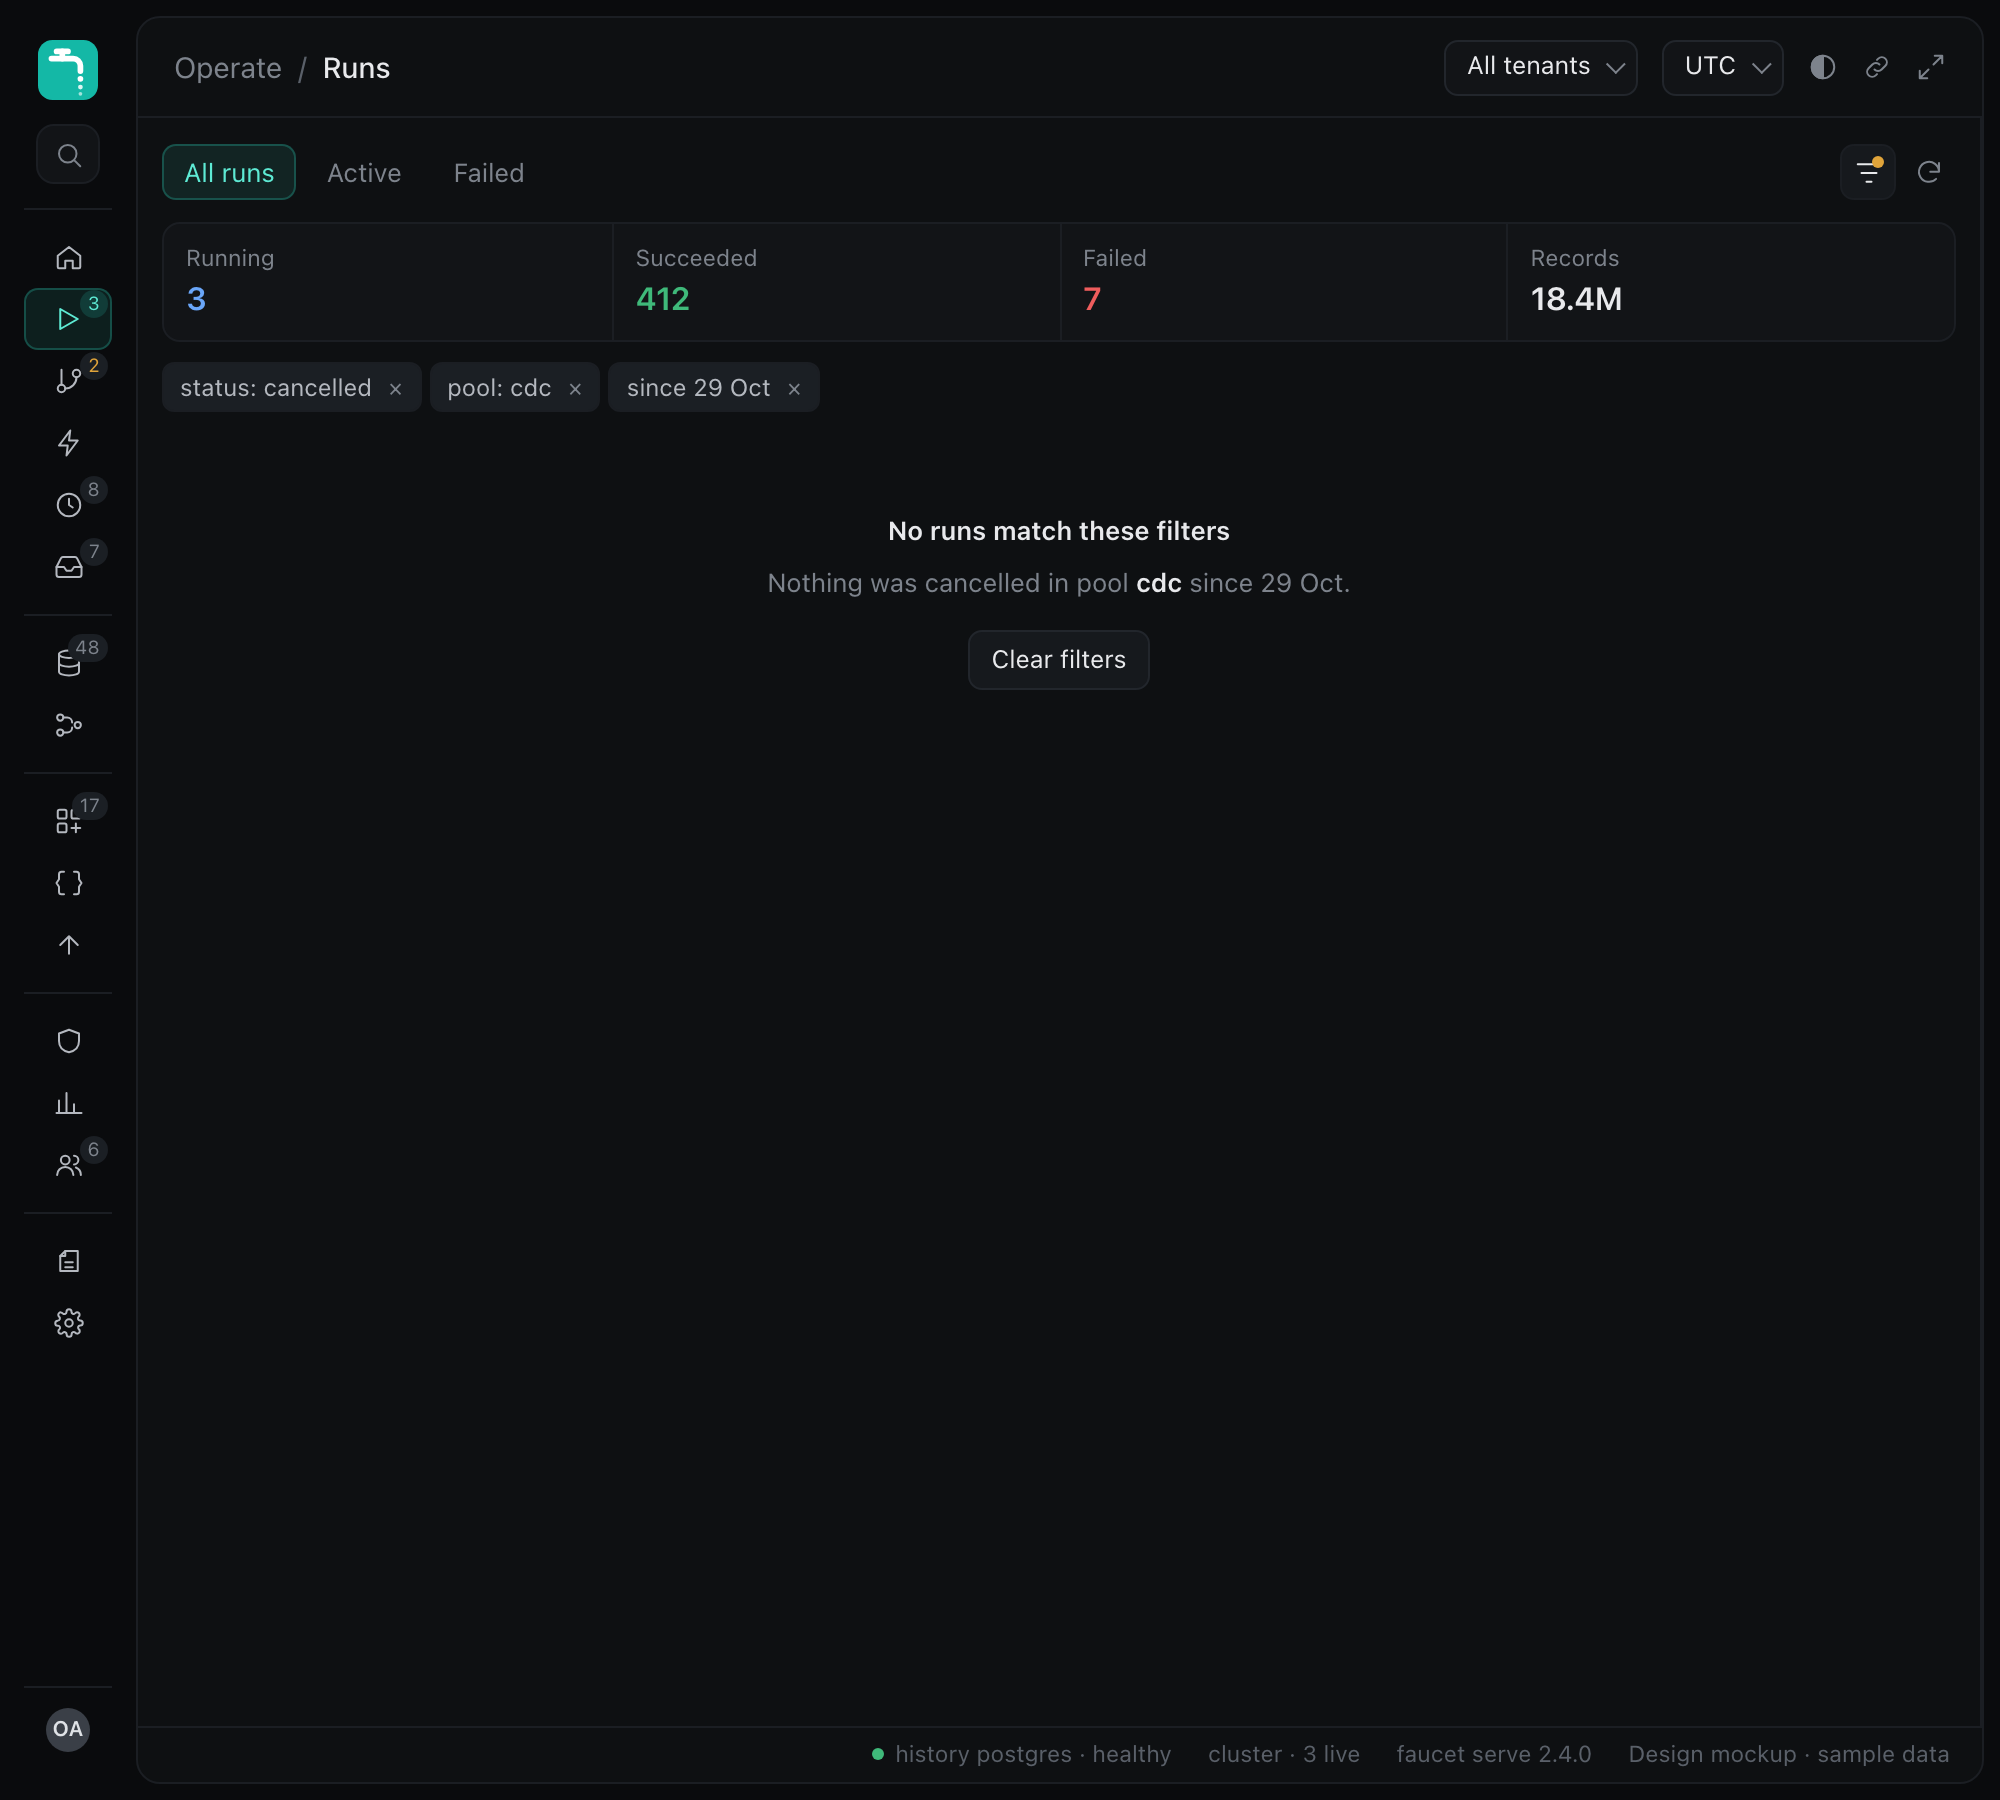 Operate / Runs
All tenants
UTC
All runs
Active
Failed
Running
3
Succeeded
412
Failed
7
Records
18.4M
status: cancelled ×
pool: cdc ×
since 29 Oct ×
No runs match these filters
Nothing was cancelled in pool cdc since 29 Oct.
Clear filters
3
2
8
7
48
17
6
OA
history postgres · healthy
cluster · 3 live
faucet serve 2.4.0
Design mockup · sample data